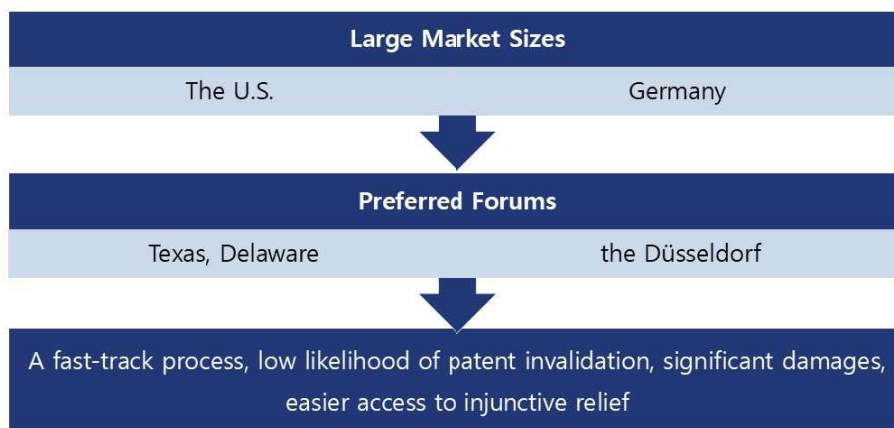 Large Market Sizes
The U.S. Germany
Preferred Forums
Texas, Delaware the Düsseldorf
A fast-track process, low likelihood of patent invalidation, significant damages,
easier access to injunctive relief